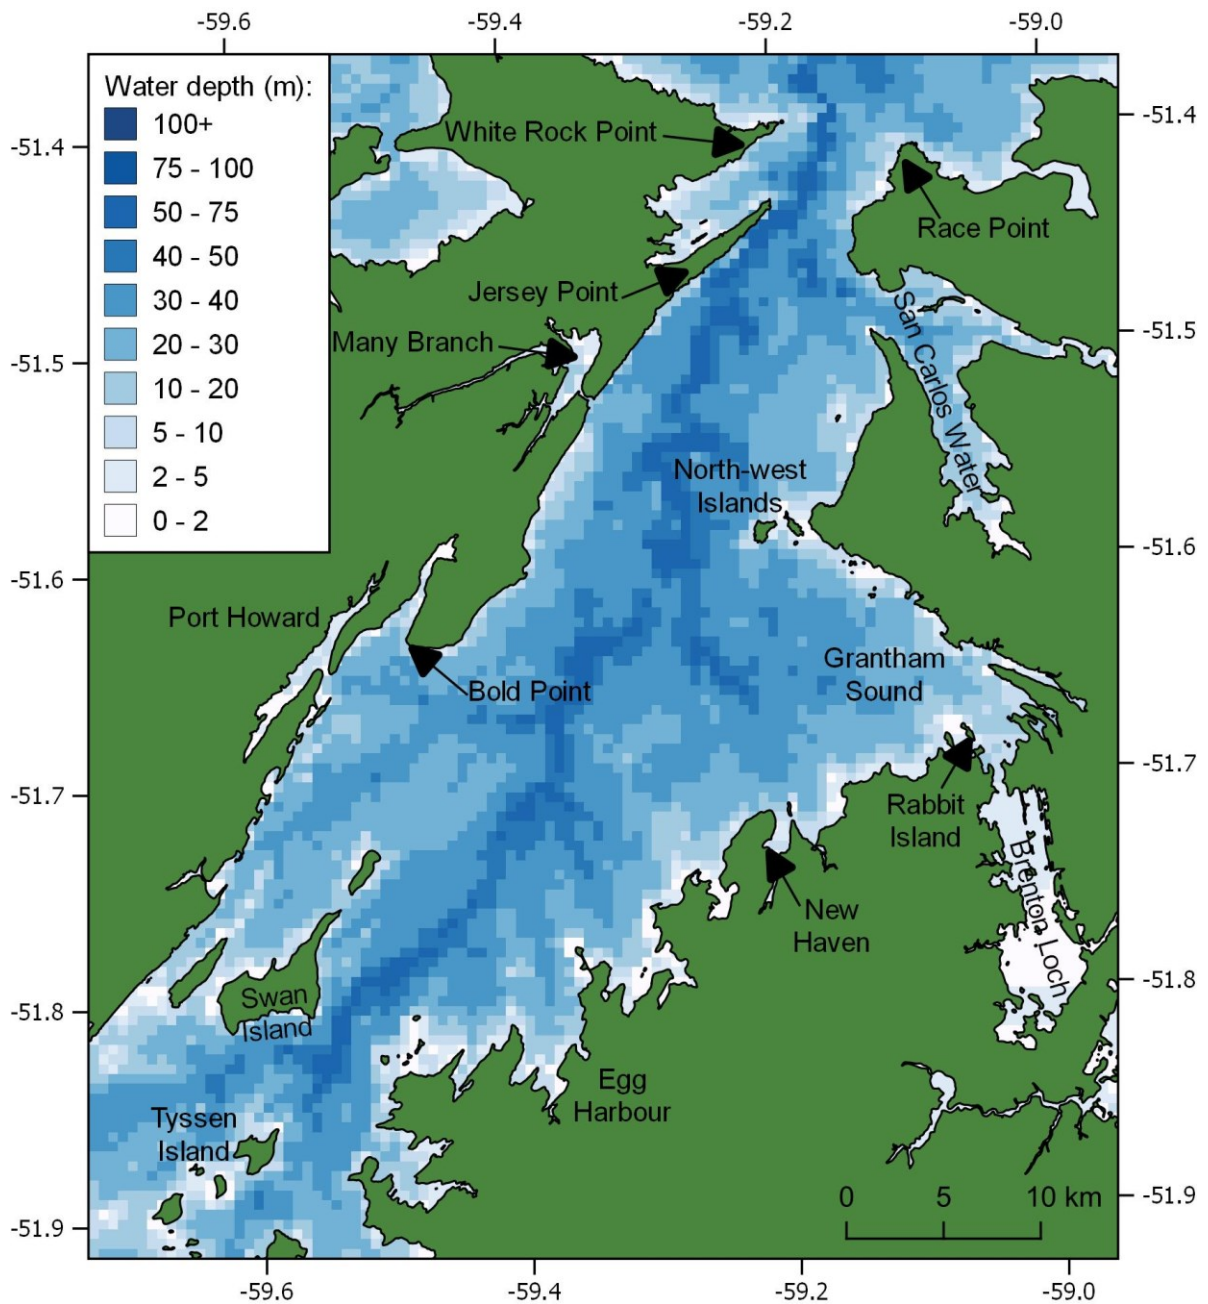 -59.6
-59.4
-59.2
-59.0
Water depth (m):
100+
75 - 100
50 - 75
40 - 50
30 - 40
20 - 30
10 - 20
5 - 10
2 - 5
0 - 2
-51.4
-51.5
-51.6
-51.7
-51.8
-51.9
-51.4
-51.5
-51.6
-51.7
-51.8
-51.9
White Rock Point
Race Point
Jersey Point
San Carlos Water
Many Branch
North-west
Islands
Port Howard
Grantham
Sound
Bold Point
Rabbit
Island
Brenton Loch
New
Haven
Swan
Island
Egg
Harbour
Tyssen
Island
0 5 10 km
-59.6
-59.4
-59.2
-59.0